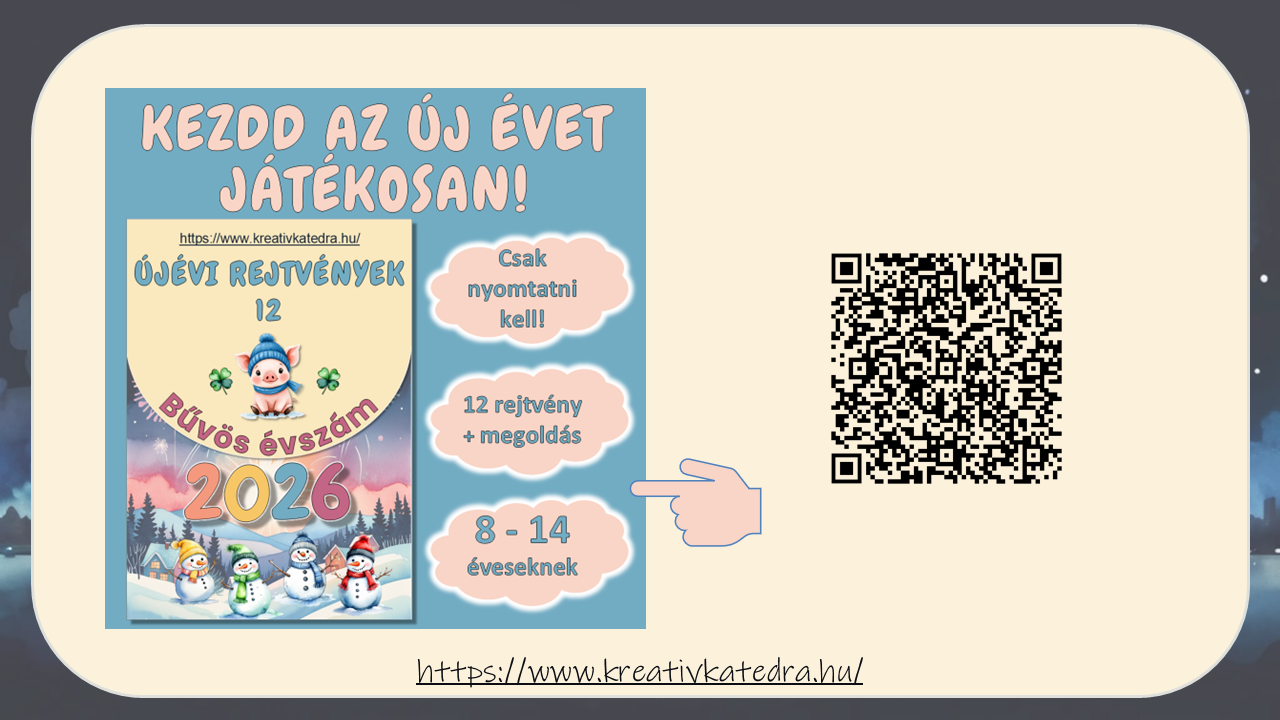 KEZDD AZ ÚJ ÉVET
JÁTÉKOSAN!
https://www.kreativkatedra.hu/
ÚJÉVI REJTVÉNYEK
12
Bűvös évszám
2026
Csak
nyomtatni
kell!
12 rejtvény
+ megoldás
8 - 14
éveseknek
https://www.kreativkatedra.hu/